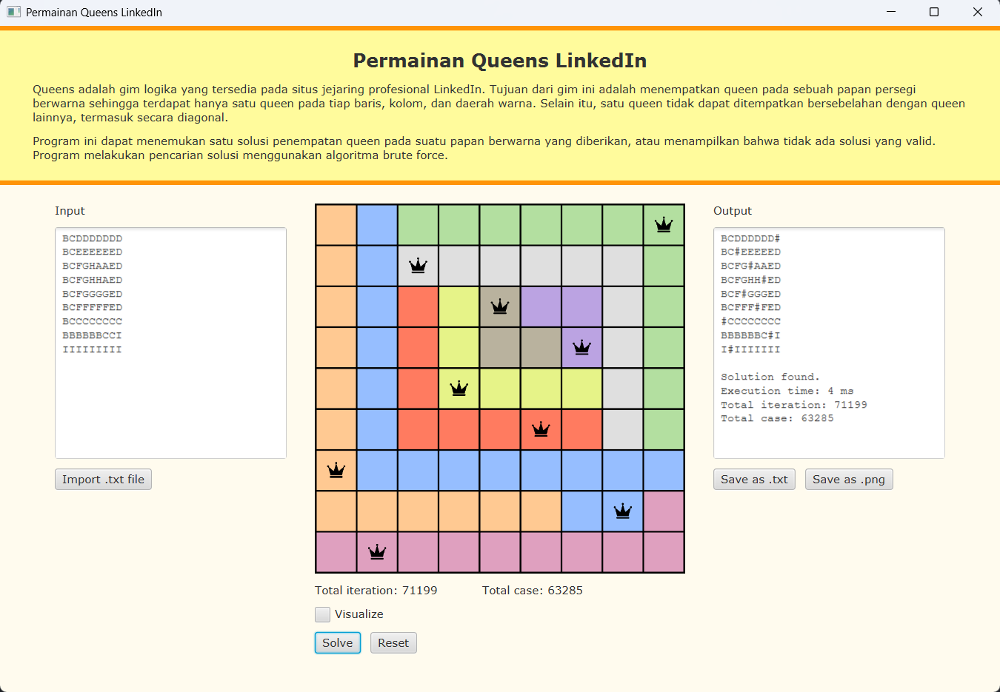 Permainan Queens LinkedIn
Permainan Queens LinkedIn
Queens adalah gim logika yang tersedia pada situs jejaring profesional LinkedIn. Tujuan dari gim ini adalah menempatkan queen pada sebuah papan persegi
berwarna sehingga terdapat hanya satu queen pada tiap baris, kolom, dan daerah warna. Selain itu, satu queen tidak dapat ditempatkan bersebelahan dengan queen
lainnya, termasuk secara diagonal.
Program ini dapat menemukan satu solusi penempatan queen pada suatu papan berwarna yang diberikan, atau menampilkan bahwa tidak ada solusi yang valid.
Program melakukan pencarian solusi menggunakan algoritma brute force.
Input
BCDDDDDDD
BCEEEEEED
BCFGHAAED
BCFGHHAED
BCFGGGGED
BCFFFFFED
BCCCCCCCC
BBBBBBCCI
IIIIIIIII
Import .txt file
Total iteration: 71199 Total case: 63285
Visualize
Solve Reset
Output
BCDDDDDD#
BC#EEEEED
BCFG#AAED
BCFGHH#ED
BCF#GGGED
BCFFF#FED
#CCCCCCCC
BBBBBBC#I
I#IIIIIII
Solution found.
Execution time: 4 ms
Total iteration: 71199
Total case: 63285
Save as .txt Save as .png